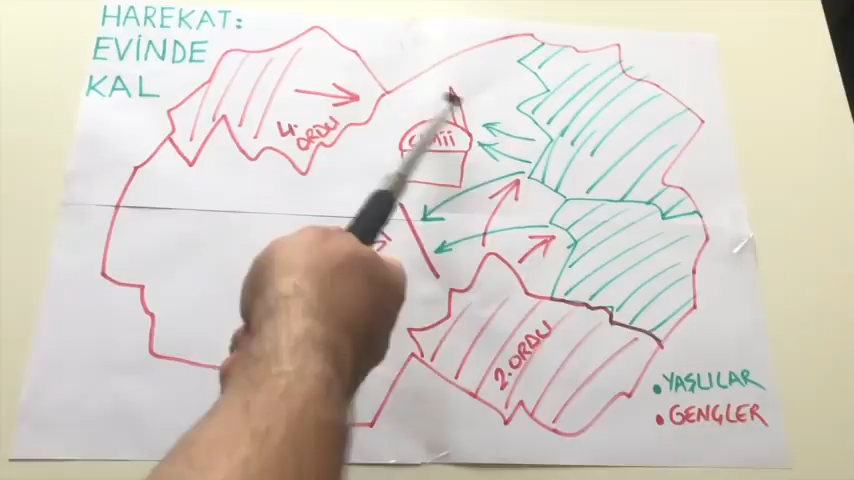 HAREKAT:
EVİNDE
KAL
4. ORDU
2. ORDU
• YAŞLILAR
• GENÇLER